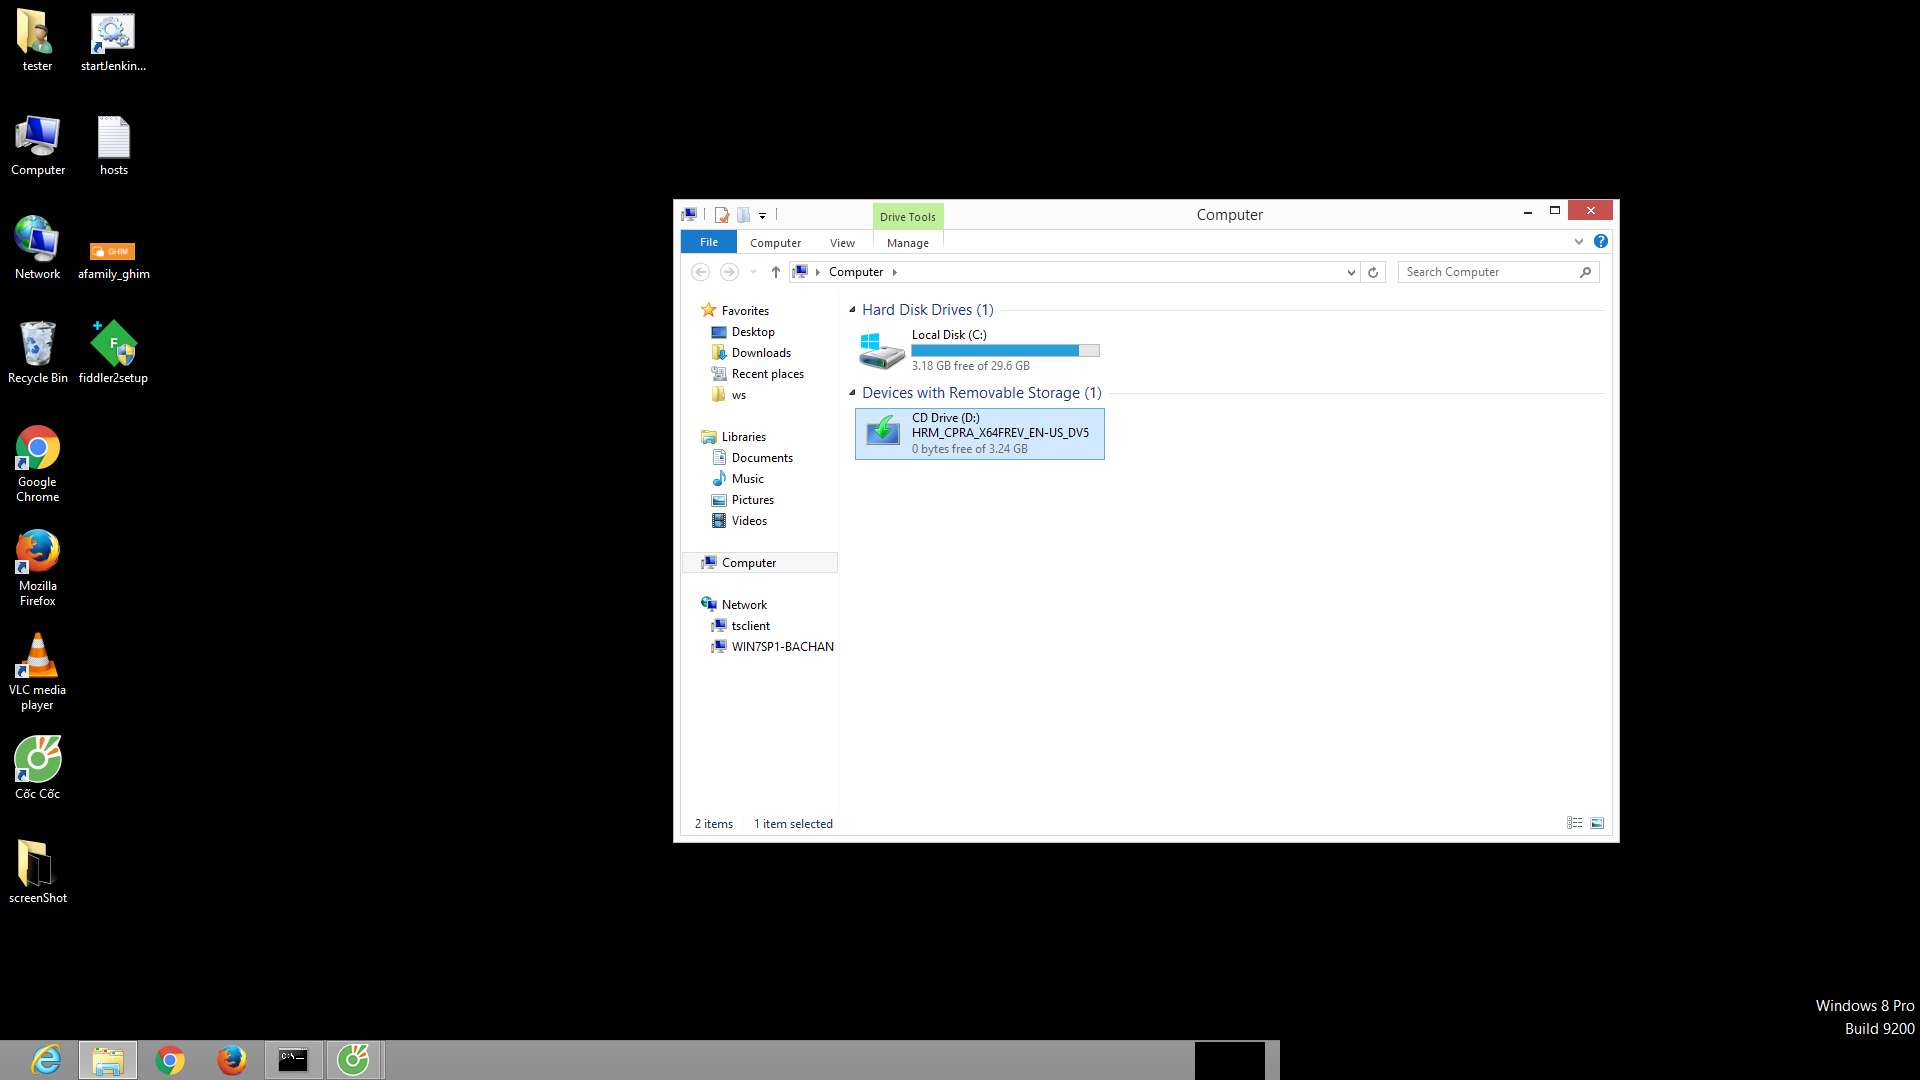 tester
startJenkin...
Computer
hosts
Network
afamily_ghim
GHIM
Recycle Bin
fiddler2setup
F
Google
Chrome
Mozilla
Firefox
VLC media
player
Cốc Cốc
screenShot
Drive Tools
Computer
File
Computer
View
Manage
Computer
Search Computer
Favorites
Desktop
Downloads
Recent places
ws
Libraries
Documents
Music
Pictures
Videos
Computer
Network
tsclient
WIN7SP1-BACHAN
Hard Disk Drives (1)
Local Disk (C:)
3.18 GB free of 29.6 GB
Devices with Removable Storage (1)
CD Drive (D:)
HRM_CPRA_X64FREV_EN-US_DV5
0 bytes free of 3.24 GB
2 items
1 item selected
Windows 8 Pro
Build 9200
C:\_